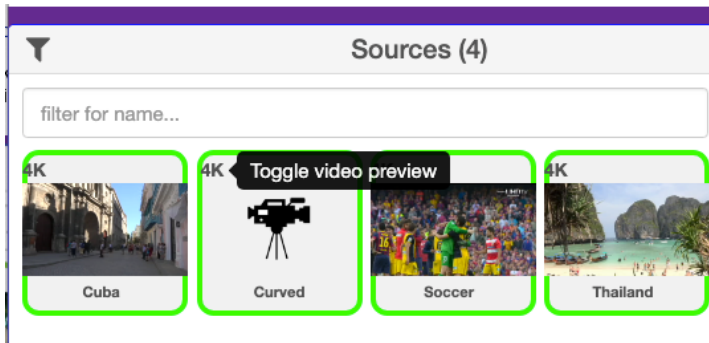 Sources (4)
filter for name...
4K
4K
Toggle video preview
4K
Cuba
Curved
Soccer
Thailand